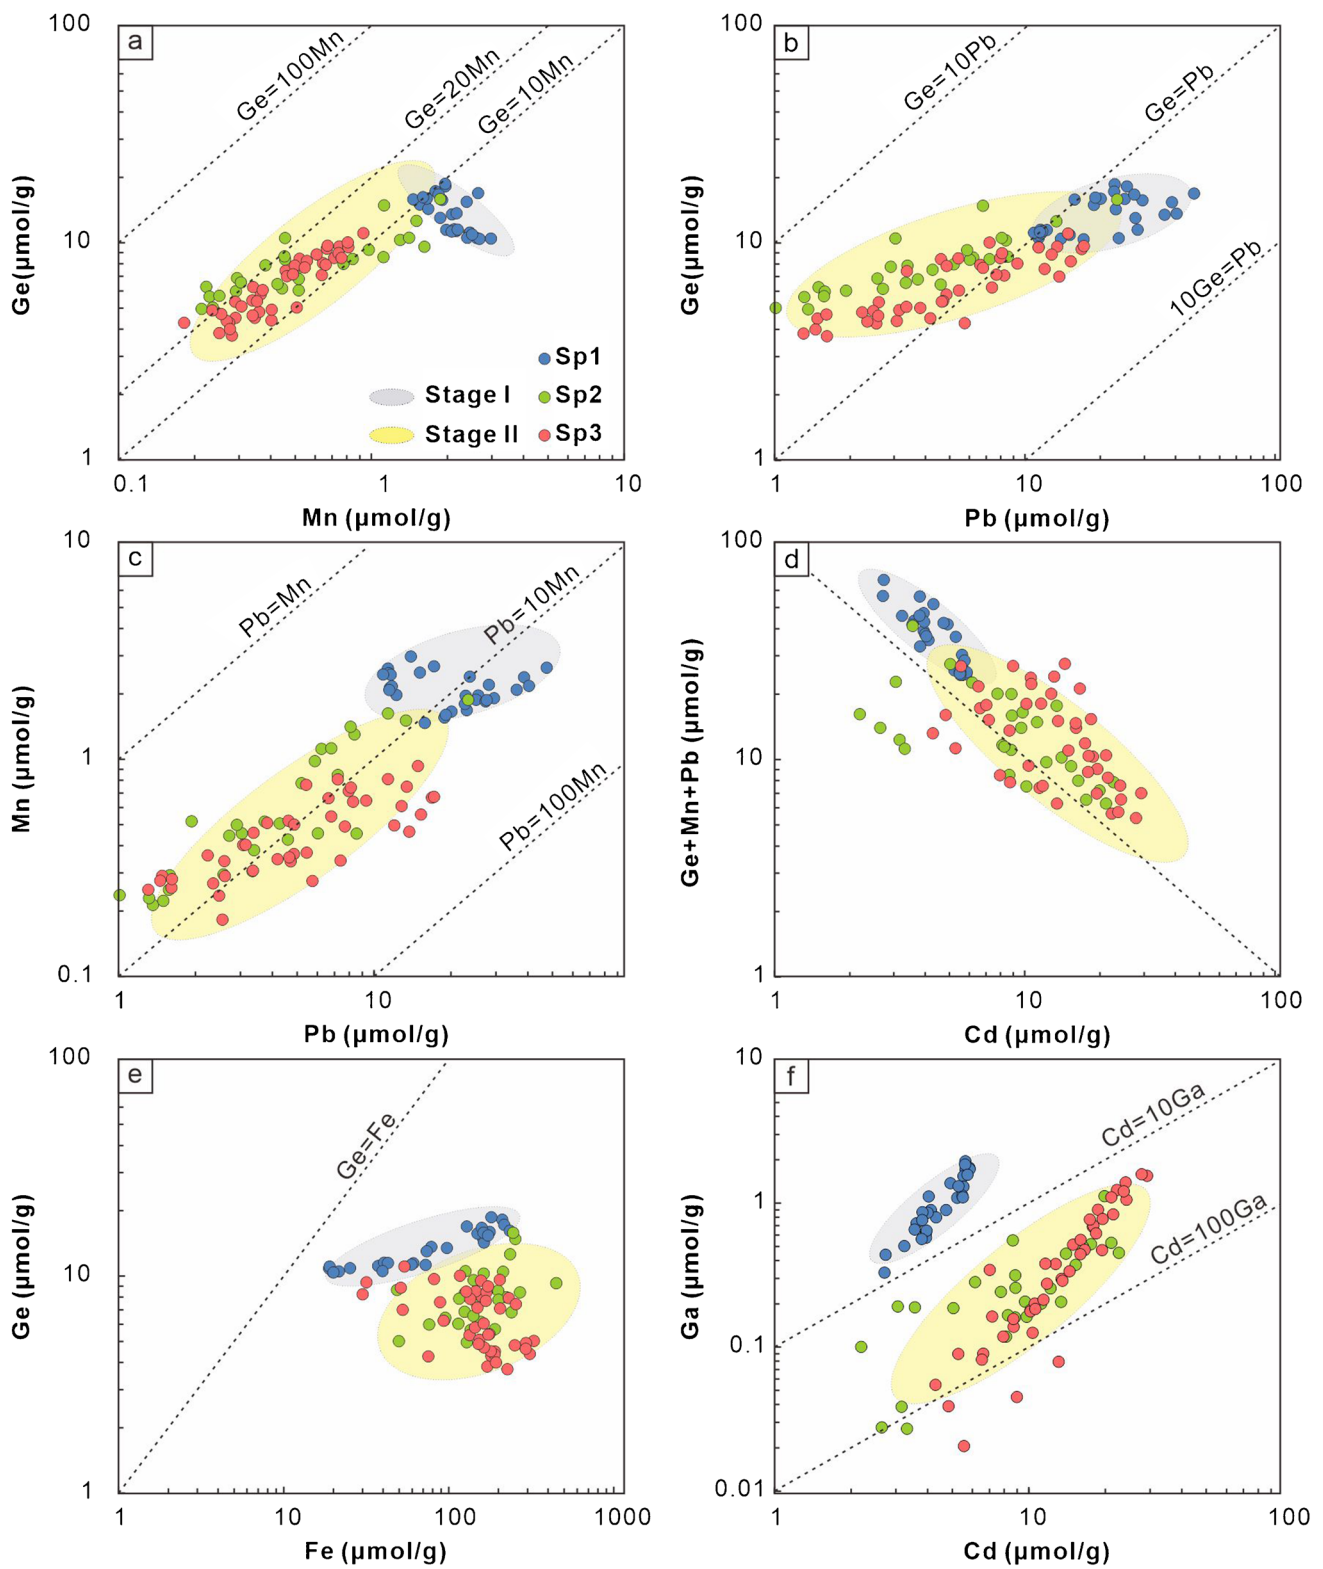 100
a
Ge=100Mn
Ge=20Mn
Ge=10Mn
10
1
Ge(μmol/g)
Stage I
Stage II
Sp1
Sp2
Sp3
0.1
1
10
Mn (μmol/g)
100
b
Ge=10Pb
Ge=Pb
10Ge=Pb
10
1
Ge(μmol/g)
1
10
100
Pb (μmol/g)
10
c
Pb=Mn
Pb=10Mn
Pb=100Mn
1
0.1
Mn (μmol/g)
1
10
Pb (μmol/g)
100
d
10
1
Ge+Mn+Pb (μmol/g)
1
10
100
Cd (μmol/g)
100
e
Ge=Fe
10
1
Ge (μmol/g)
1
10
100
1000
Fe (μmol/g)
10
f
Cd=10Ga
Cd=100Ga
1
0.1
0.01
Ga (μmol/g)
1
10
100
Cd (μmol/g)